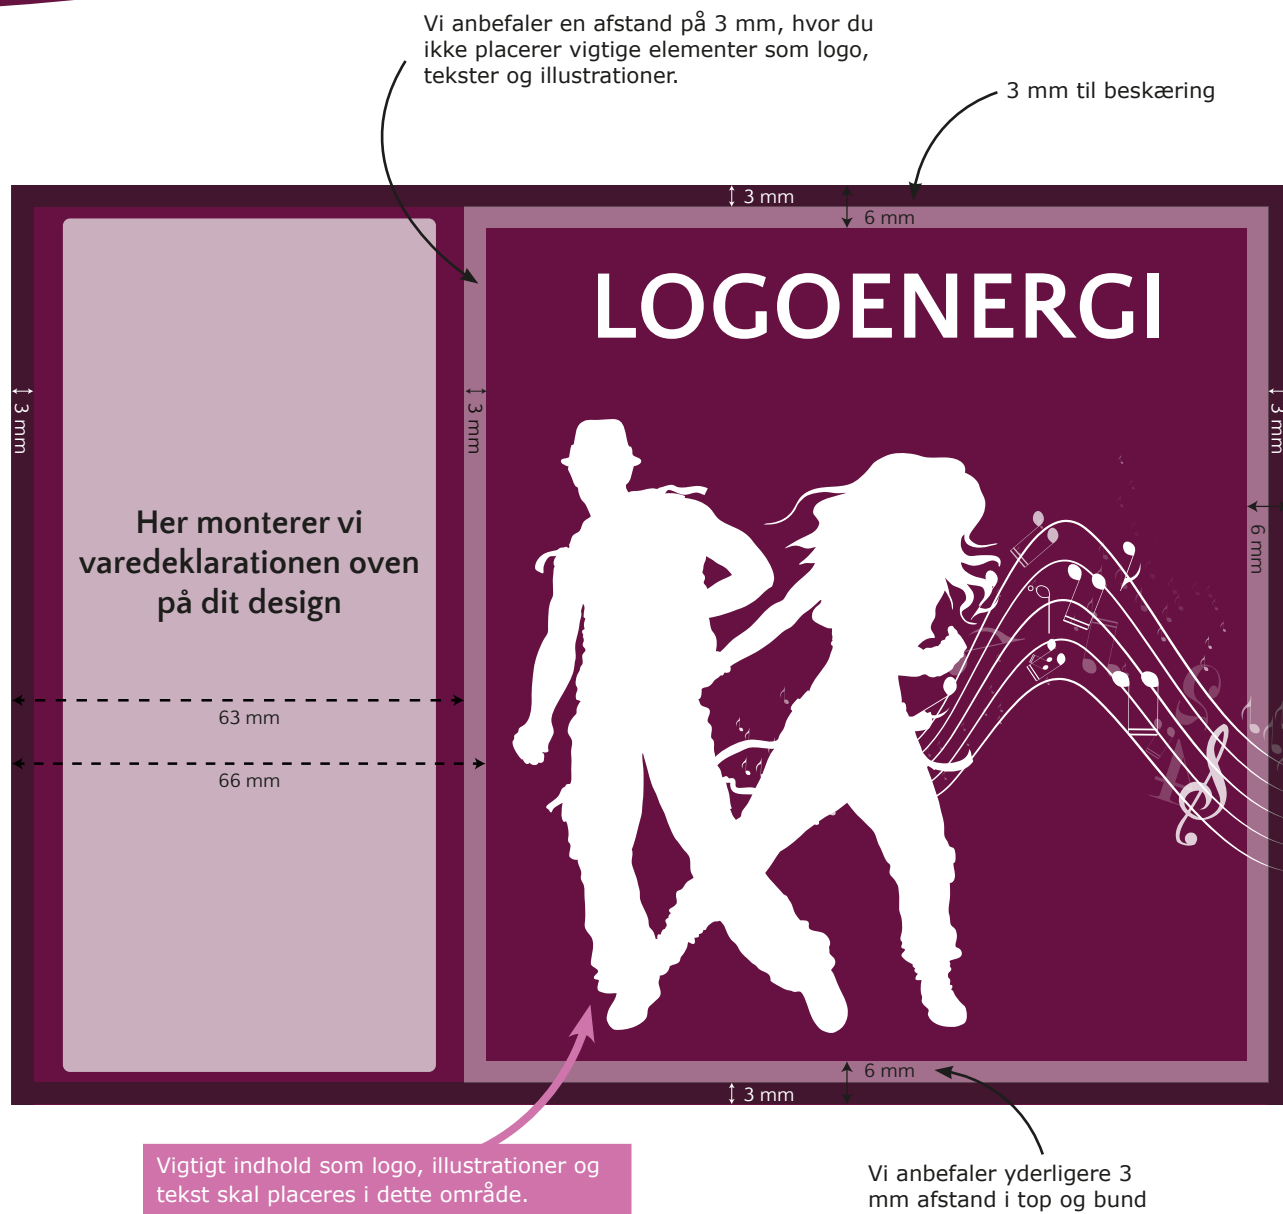 Vi anbefaler en afstand på 3 mm, hvor du
ikke placerer vigtige elementer som logo,
tekster og illustrationer.
3 mm til beskæring
3 mm
6 mm
LOGOENERGI
3 mm
3 mm
3 mm
6 mm
Her monterer vi
varedeklarationen oven
på dit design
63 mm
66 mm
6 mm
3 mm
Vigtigt indhold som logo, illustrationer og
tekst skal placeres i dette område.
Vi anbefaler yderligere 3
mm afstand i top og bund